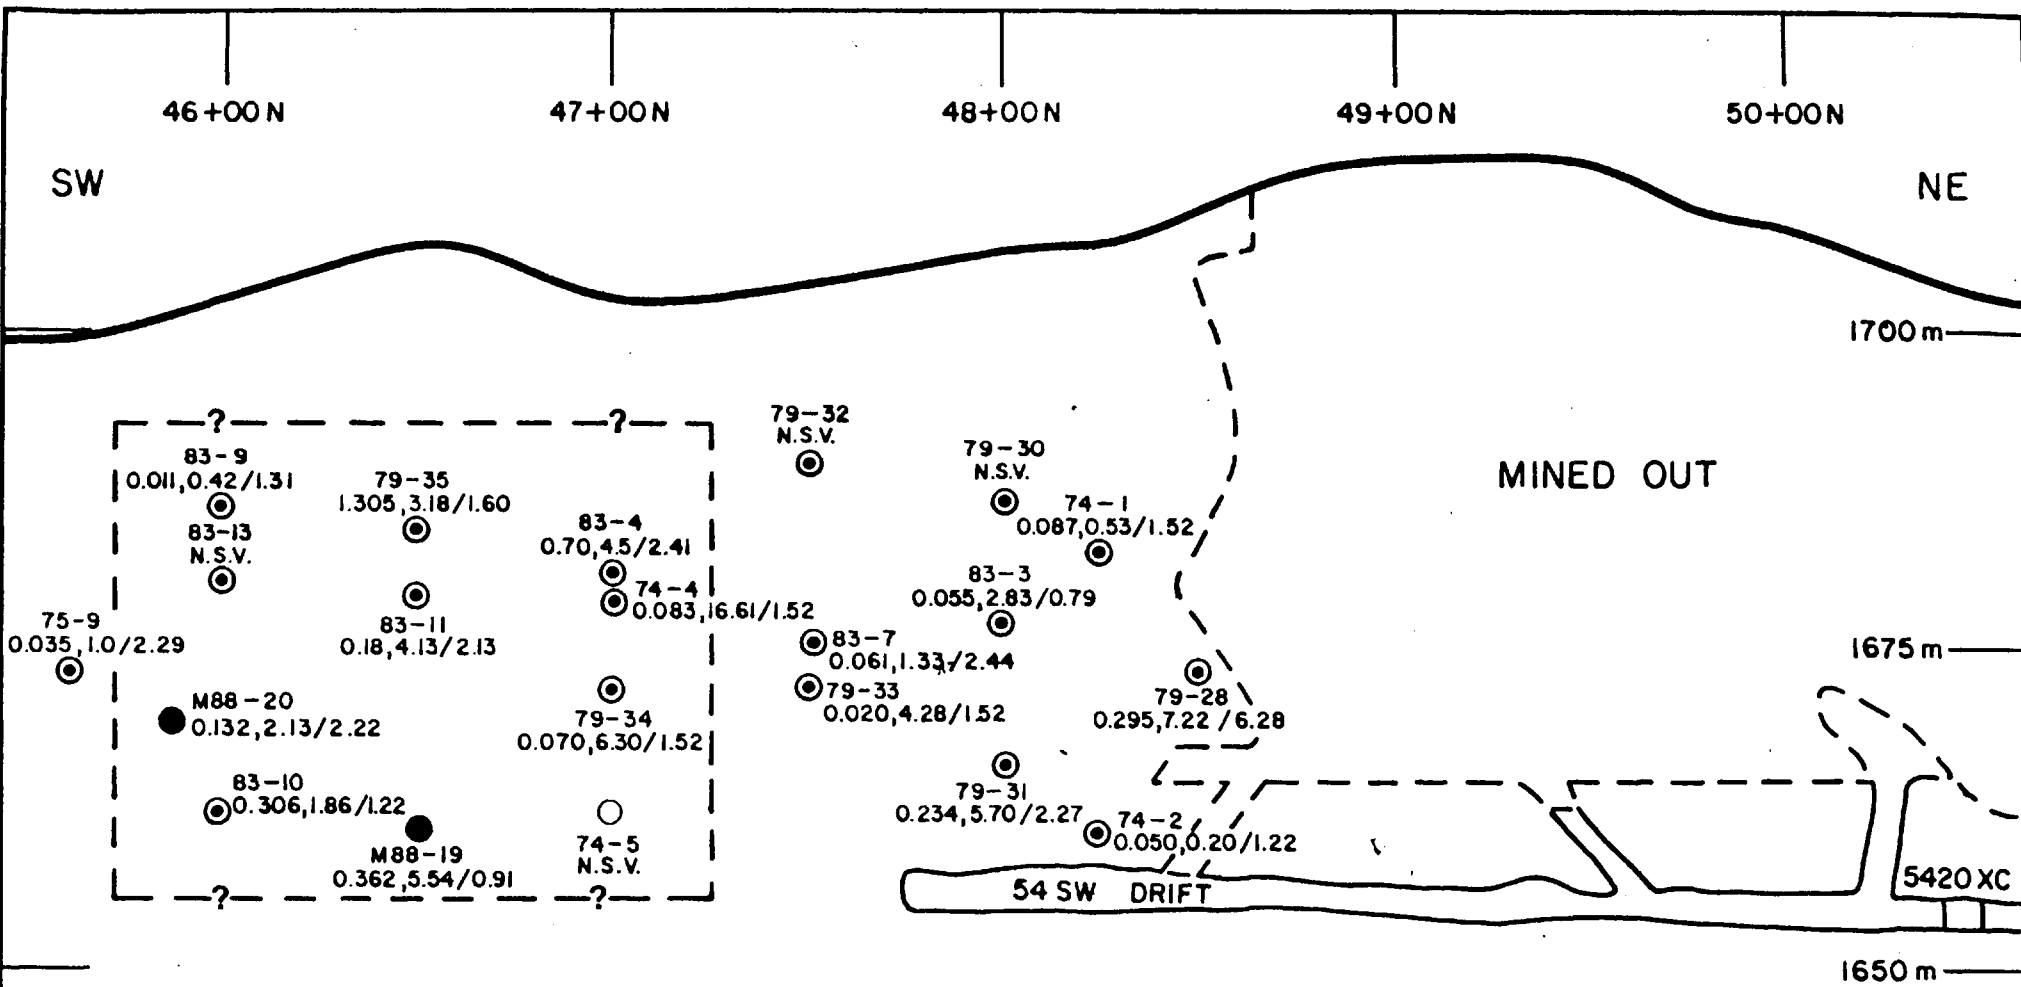 46+00N
47+00N
48+00N
49+00N
50+00N
SW
NE
1700m
?
?
79-32
N.S.V.
79-30
N.S.V.
83-9
0.011,0.42/1.31
79-35
1.305,3.18/1.60
MINED OUT
74-1
0.087,0.53/1.52
83-13
N.S.V.
83-4
0.70,4.5/2.41
74-4
0.083,16.61/1.52
83-3
0.055,2.83/0.79
75-9
0.035,1.0/2.29
83-11
0.18,4.13/2.13
83-7
0.061,1.33/2.44
1675m
79-33
0.020,4.28/1.52
79-28
0.295,7.22/6.28
M88-20
0.132,2.13/2.22
79-34
0.070,6.30/1.52
83-10
0.306,1.86/1.22
79-31
0.234,5.70/2.27
74-2
0.050,0.20/1.22
M88-19
0.362,5.54/0.91
74-5
N.S.V.
?
?
54 SW DRIFT
5420 XC
1650m